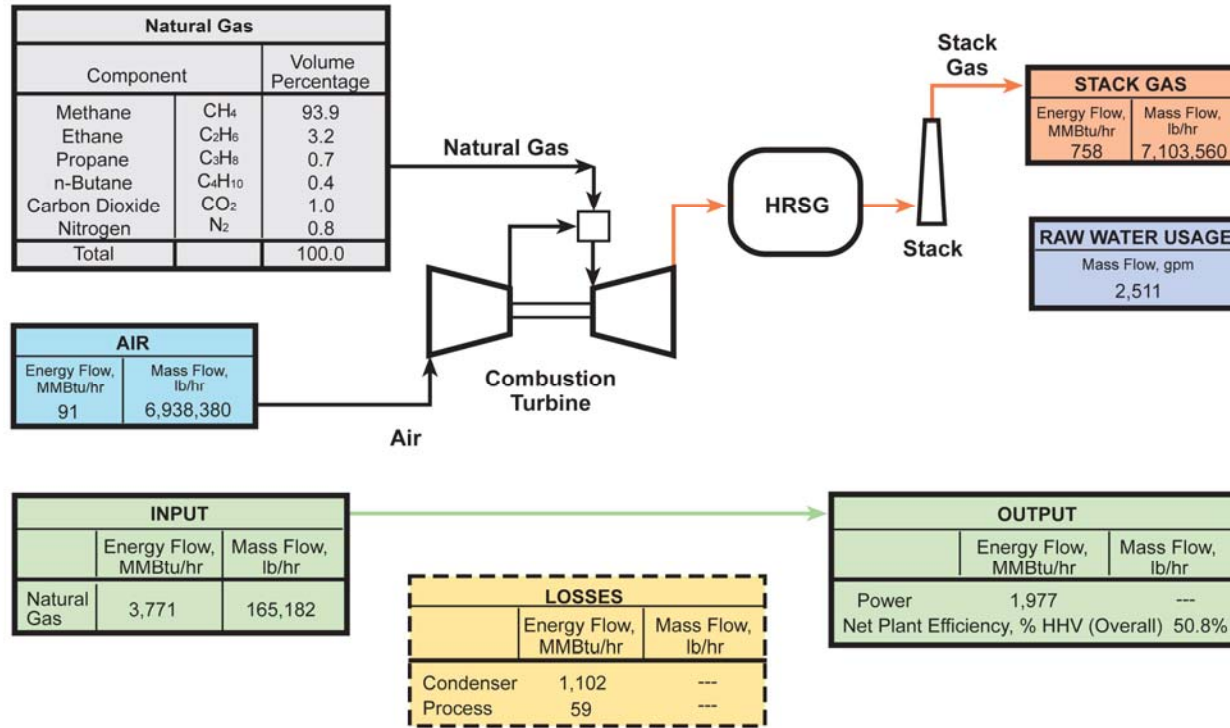 Natural Gas
Component
Volume
Percentage
Methane CH₄ 93.9
Ethane C₂H₆ 3.2
Propane C₃H₈ 0.7
n-Butane C₄H₁₀ 0.4
Carbon Dioxide CO₂ 1.0
Nitrogen N₂ 0.8
Total 100.0
Natural Gas
Stack
Gas
STACK GAS
Energy Flow, Mass Flow,
MMBtu/hr lb/hr
758 7,103,560
HRSG
Stack
RAW WATER USAGE
Mass Flow, gpm
2,511
AIR
Energy Flow, Mass Flow,
MMBtu/hr lb/hr
91 6,938,380
Air
Combustion
Turbine
INPUT
Energy Flow, Mass Flow,
MMBtu/hr lb/hr
Natural
Gas
3,771 165,182
LOSSES
Energy Flow, Mass Flow,
MMBtu/hr lb/hr
Condenser 1,102 ---
Process 59 ---
OUTPUT
Energy Flow, Mass Flow,
MMBtu/hr lb/hr
Power 1,977 ---
Net Plant Efficiency, % HHV (Overall) 50.8%